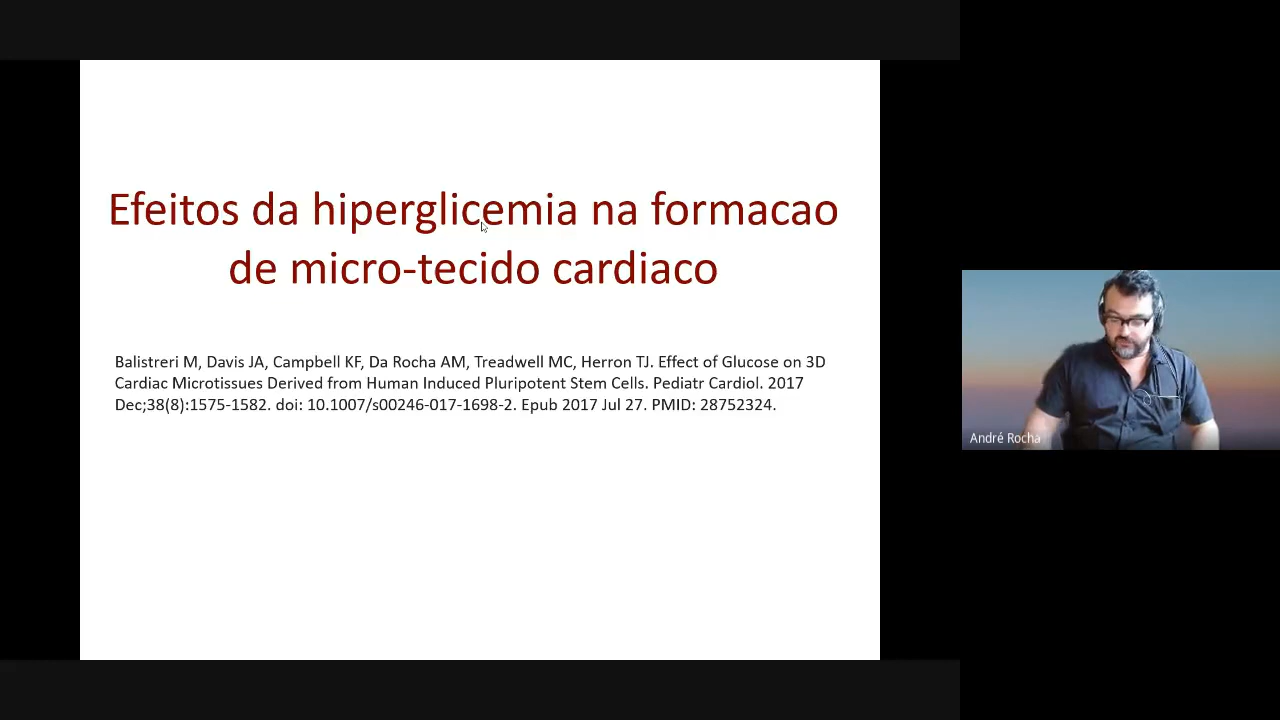 Efeitos da hiperglicemia na formacao
de micro-tecido cardiaco
Balistreri M, Davis JA, Campbell KF, Da Rocha AM, Treadwell MC, Herron TJ. Effect of Glucose on 3D
Cardiac Microtissues Derived from Human Induced Pluripotent Stem Cells. Pediatr Cardiol. 2017
Dec;38(8):1575-1582. doi: 10.1007/s00246-017-1698-2. Epub 2017 Jul 27. PMID: 28752324.
André Rocha